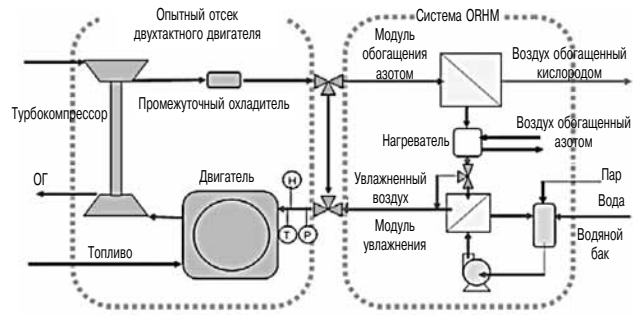 Опытный отсек
двухтактного двигателя
Система ORHM
Модуль
обогащения
азотом
Воздух обогащенный
кислородом
Промежуточный охладитель
Турбокомпрессор
Нагреватель
Воздух обогащенный
азотом
ОГ
Двигатель
H
T
P
Увлажненный
воздух
Модуль
увлажнения
Пар
Вода
Водяной
бак
Топливо